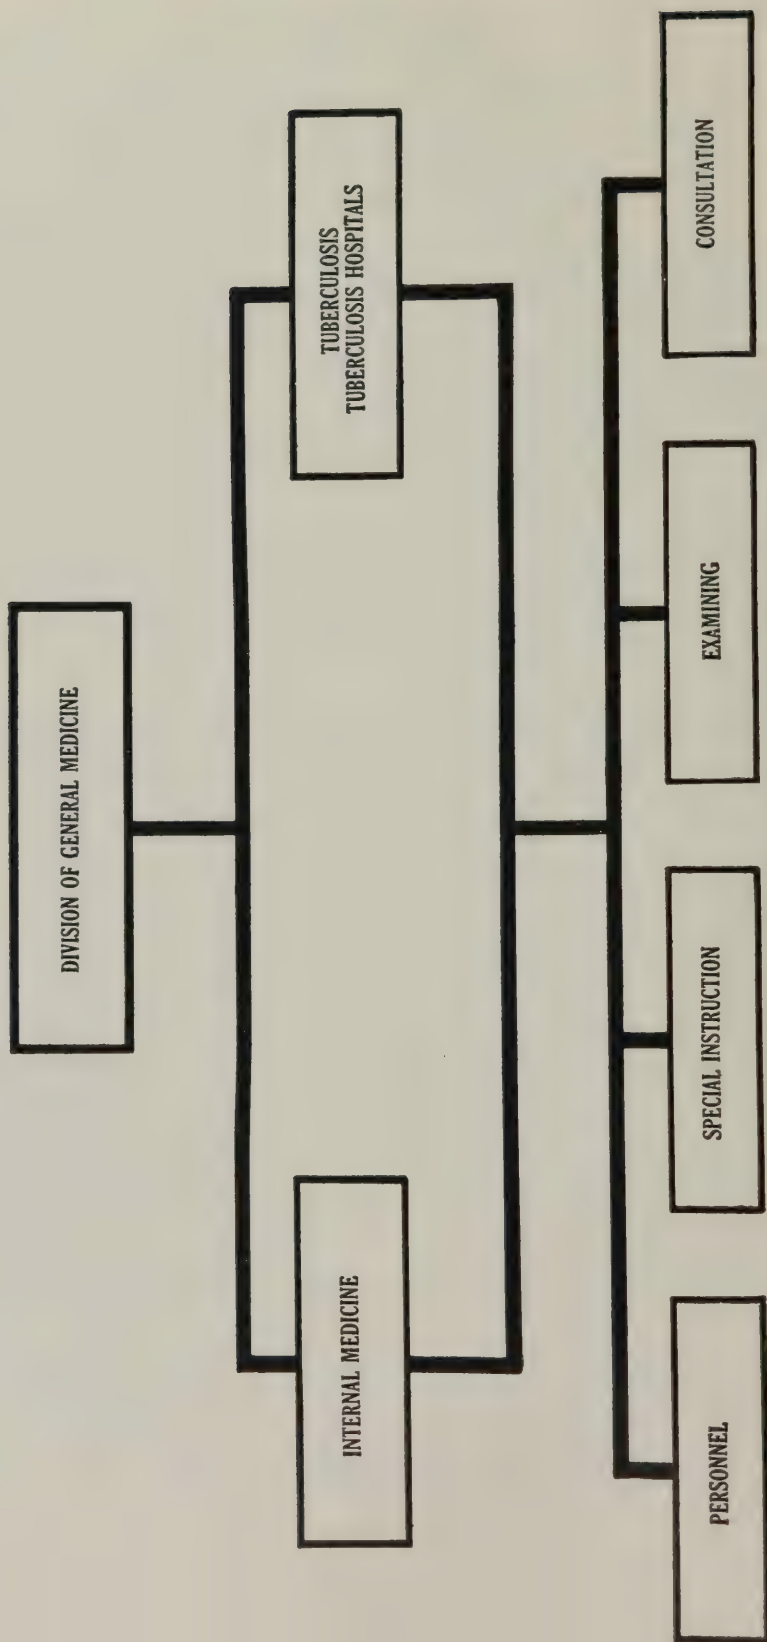 DIVISION OF GENERAL MEDICINE
INTERNAL MEDICINE
TUBERCULOSIS
TUBERCULOSIS HOSPITALS
PERSONNEL
SPECIAL INSTRUCTION
EXAMINING
CONSULTATION